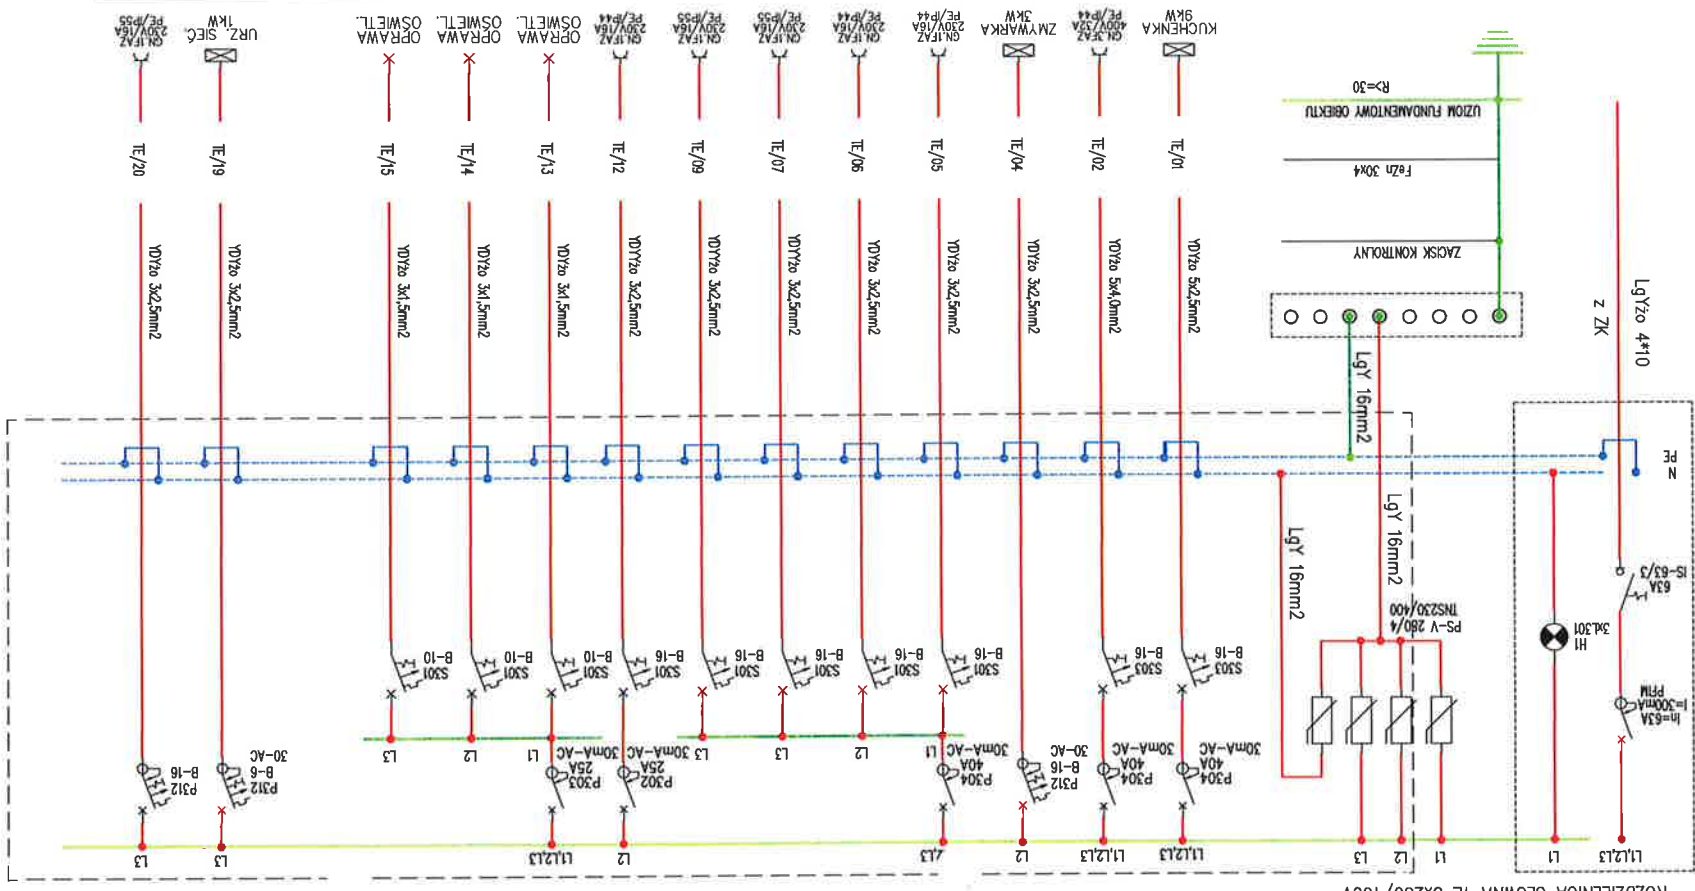 L1,L2,L3
L1
L1
L2
L3
L1,L2,L3
L1,L2,L3
L2
L2
L1,L2,L3
L3
L3
In=63A
I=300mA
PFIM
63A
IS-63/3
H1
3xL301
N
PE
LgYżo 4*10
z ZK
PS-V 280/4
TNS230/400
LgY 16mm2
LgY 16mm2
LgY 16mm2
ZACISK KONTROLNY
FeZn 30x4
UZIOM FUNDAMENTOWY OBIEKTU
R>=30
P304
40A
30mA-AC
S303
B-16
YDYżo 5x2,5mm2
TE/01
KUCHENKA
9kW
P304
40A
30mA-AC
S303
B-16
YDYżo 5x4,0mm2
TE/02
GN.3FAZ
400V/32A
PE/IP44
P312
B-16
30-AC
YDYżo 3x2,5mm2
TE/04
ZMYWARKA
3kW
P304
40A
30mA-AC
L1
S301
B-16
YDYżo 3x2,5mm2
TE/05
GN.1FAZ
230V/16A
PE/IP44
L2
S301
B-16
YDYżo 3x2,5mm2
TE/06
GN.1FAZ
230V/16A
PE/IP44
L3
S301
B-16
YDYżo 3x2,5mm2
TE/07
GN.1FAZ
230V/16A
PE/IP55
L3
S301
B-16
YDYżo 3x2,5mm2
TE/09
GN.1FAZ
230V/16A
PE/IP55
P302
25A
30mA-AC
S301
B-16
YDYżo 3x2,5mm2
TE/12
GN.1FAZ
230V/16A
PE/IP44
P303
25A
30mA-AC
L1
S301
B-10
YDYżo 3x1,5mm2
TE/13
OPRAWA
OŚWIETL.
L2
S301
B-10
YDYżo 3x1,5mm2
TE/14
OPRAWA
OŚWIETL.
L3
S301
B-10
YDYżo 3x1,5mm2
TE/15
OPRAWA
OŚWIETL.
P312
B-6
30-AC
YDYżo 3x2,5mm2
TE/19
URZ. SIEĆ.
1kW
P312
B-16
YDYżo 3x2,5mm2
TE/20
GN.1FAZ
230V/16A
PE/IP55